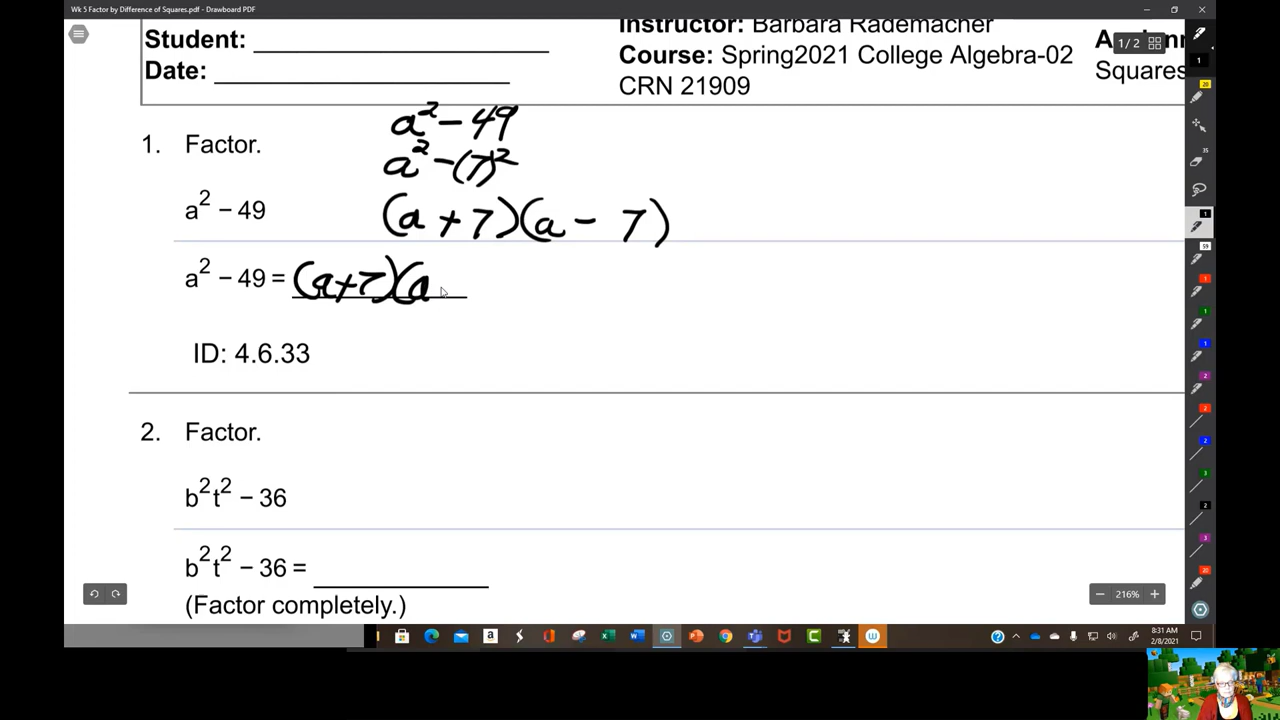 Wk 5 Factor by Difference of Squares.pdf - Drawboard PDF
Instructor: Barbara Rademacher
Student:
Course: Spring2021 College Algebra-02
Date:
CRN 21909
Squares
1/2
1. Factor.
a² − 49
a² − 49
a² − (7)²
(a + 7)(a − 7)
a² − 49 = (a+7)(a
ID: 4.6.33
2. Factor.
b²t² − 36
b²t² − 36 =
(Factor completely.)
216%
8:31 AM
2/8/2021